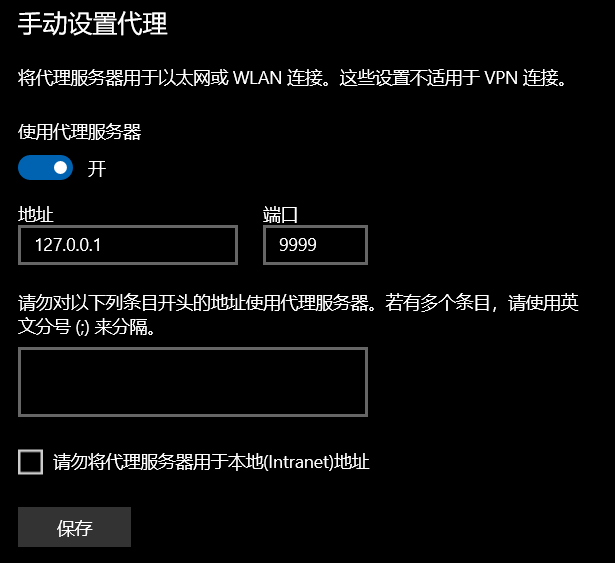 手动设置代理
将代理服务器用于以太网或 WLAN 连接。这些设置不适用于 VPN 连接。
使用代理服务器
开
地址 端口
127.0.0.1 9999
请勿对以下列条目开头的地址使用代理服务器。若有多个条目，请使用英
文分号 (;) 来分隔。
请勿将代理服务器用于本地(Intranet)地址
保存